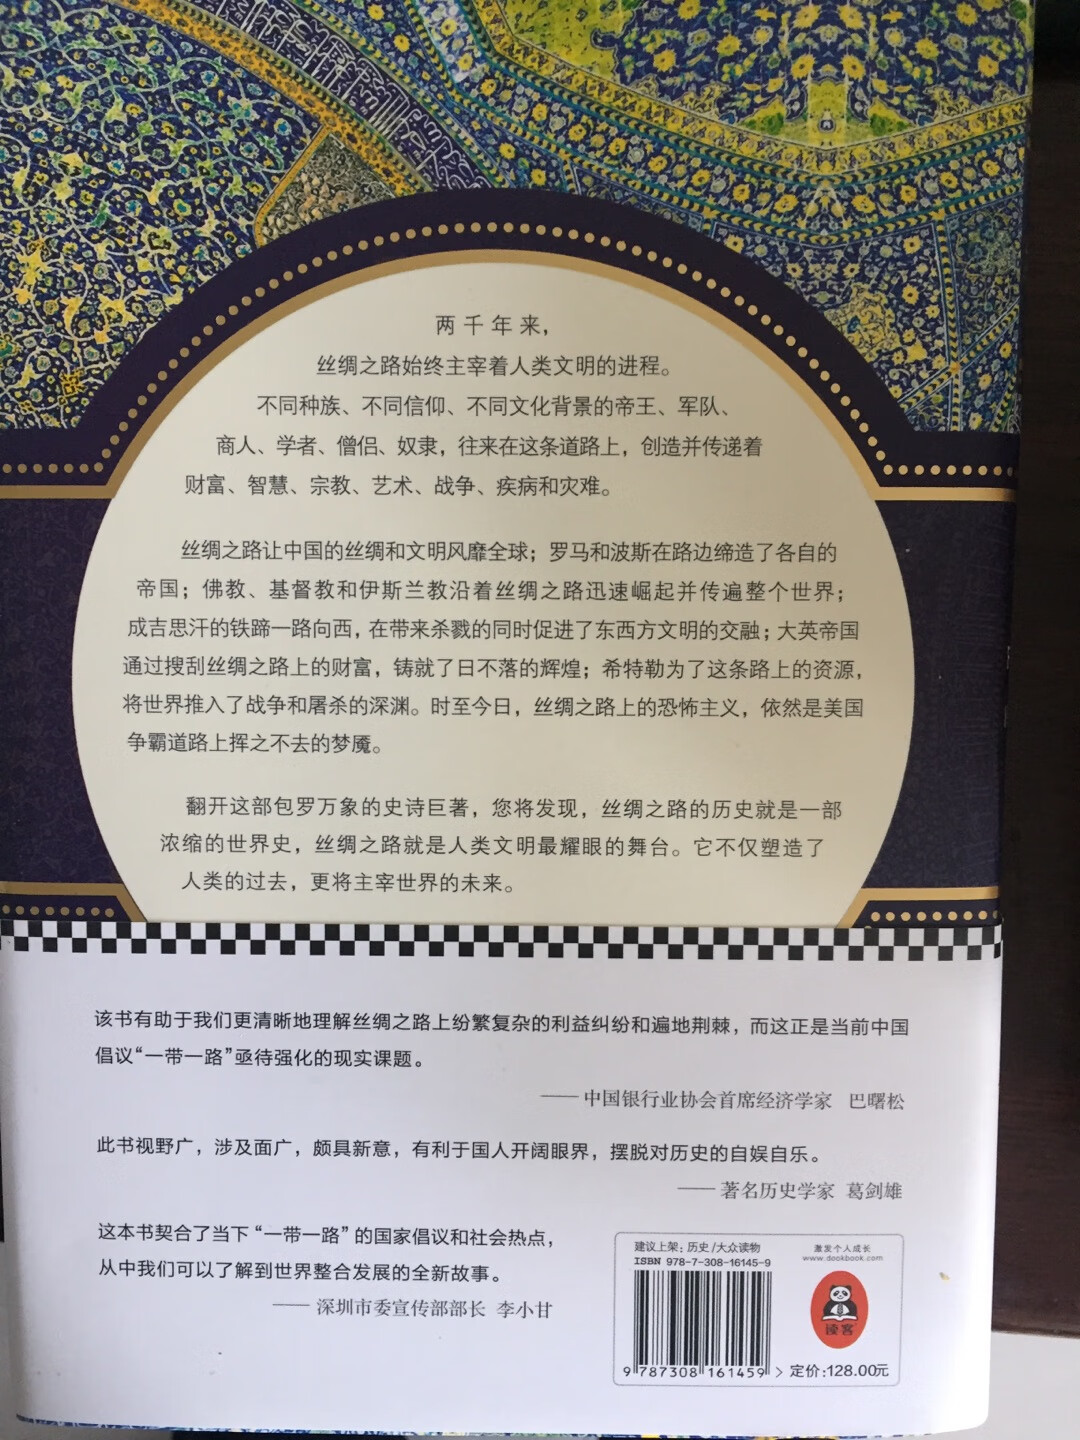 两千年来，
丝绸之路始终主宰着人类文明的进程。
不同种族、不同信仰、不同文化背景的帝王、军队、
商人、学者、僧侣、奴隶，往来在这条道路上，创造并传递着
财富、智慧、宗教、艺术、战争、疾病和灾难。
丝绸之路让中国的丝绸和文明风靡全球；罗马和波斯在路边缔造了各自的
帝国；佛教、基督教和伊斯兰教沿着丝绸之路迅速崛起并传遍整个世界；
成吉思汗的铁蹄一路向西，在带来杀戮的同时促进了东西方文明的交融；大英帝国
通过搜刮丝绸之路上的财富，铸就了日不落的辉煌；希特勒为了这条路上的资源，
将世界推入了战争和屠杀的深渊。时至今日，丝绸之路上的恐怖主义，依然是美国
争霸道路上挥之不去的梦魇。
翻开这部包罗万象的史诗巨著，您将发现，丝绸之路的历史就是一部
浓缩的世界史，丝绸之路就是人类文明最耀眼的舞台。它不仅塑造了
人类的过去，更将主宰世界的未来。
该书有助于我们更清晰地理解丝绸之路上纷繁复杂的利益纠纷和遍地荆棘，而这正是当前中国
倡议“一带一路”亟待强化的现实课题。
——中国银行业协会首席经济学家 巴曙松
此书视野广，涉及面广，颇具新意，有利于国人开阔眼界，摆脱对历史的自娱自乐。
——著名历史学家 葛剑雄
这本书契合了当下“一带一路”的国家倡议和社会热点，
从中我们可以了解到世界整合发展的全新故事。
——深圳市委宣传部部长 李小甘
建议上架：历史/大众读物
ISBN 978-7-308-16145-9
9 787308 161459 >
激发个人成长
www.dookbook.com
读客
定价:128.00元